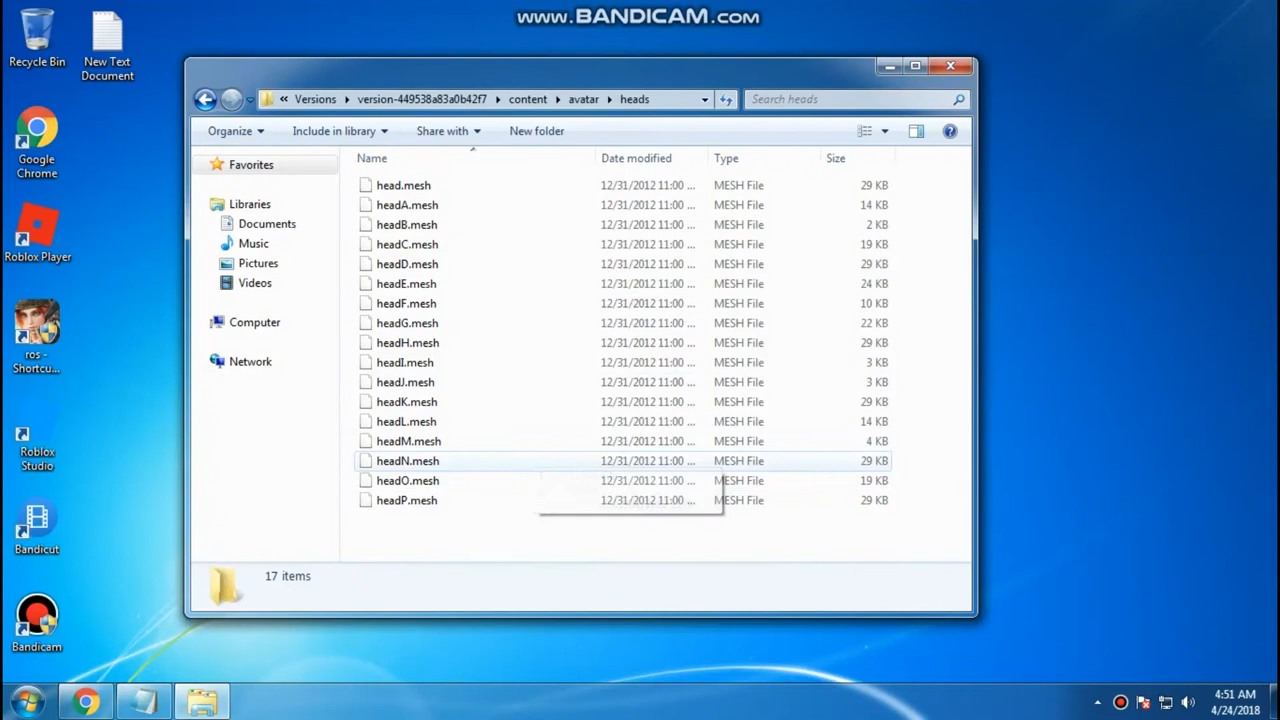 www.BANDICAM.com
Recycle Bin
New Text
Document
Google
Chrome
Roblox Player
ros -
Shortcu...
Roblox
Studio
Bandicut
Bandicam
« Versions version-449538a83a0b42f7 content avatar heads
Search heads
Organize Include in library Share with New folder
Favorites
Libraries
Documents
Music
Pictures
Videos
Computer
Network
Name Date modified Type Size
head.mesh 12/31/2012 11:00 ... MESH File 29 KB
headA.mesh 12/31/2012 11:00 ... MESH File 14 KB
headB.mesh 12/31/2012 11:00 ... MESH File 2 KB
headC.mesh 12/31/2012 11:00 ... MESH File 19 KB
headD.mesh 12/31/2012 11:00 ... MESH File 29 KB
headE.mesh 12/31/2012 11:00 ... MESH File 24 KB
headF.mesh 12/31/2012 11:00 ... MESH File 10 KB
headG.mesh 12/31/2012 11:00 ... MESH File 22 KB
headH.mesh 12/31/2012 11:00 ... MESH File 29 KB
headI.mesh 12/31/2012 11:00 ... MESH File 3 KB
headJ.mesh 12/31/2012 11:00 ... MESH File 3 KB
headK.mesh 12/31/2012 11:00 ... MESH File 29 KB
headL.mesh 12/31/2012 11:00 ... MESH File 14 KB
headM.mesh 12/31/2012 11:00 ... MESH File 4 KB
headN.mesh 12/31/2012 11:00 ... MESH File 29 KB
headO.mesh 12/31/2012 11:00 ... MESH File 19 KB
headP.mesh 12/31/2012 11:00 ... MESH File 29 KB
17 items
4:51 AM
4/24/2018